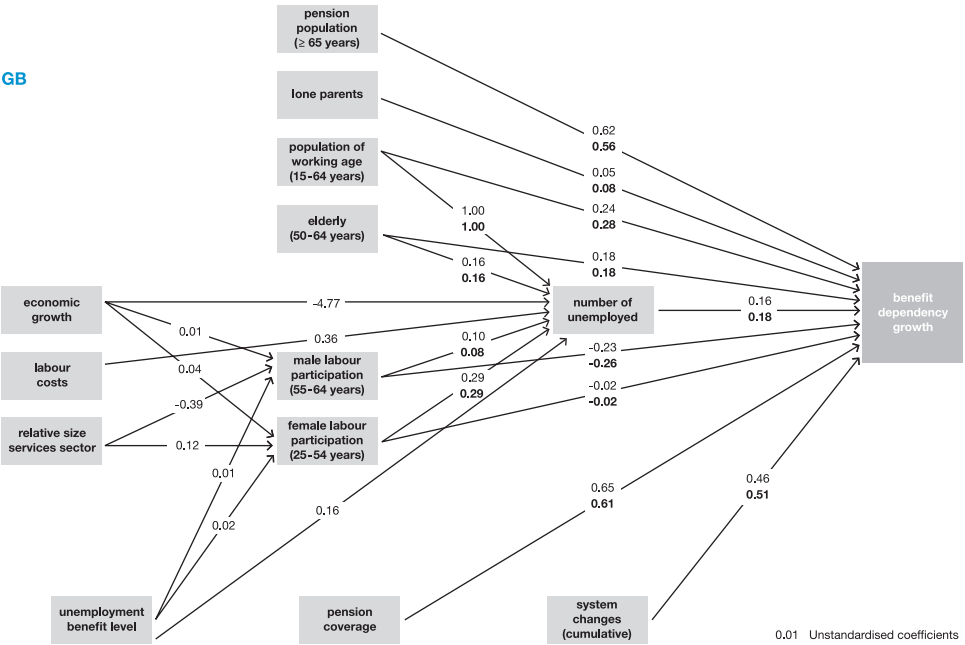 pension
population
(≥ 65 years)
GB
lone parents
0.62
0.56
population of
working age
(15-64 years)
0.05
0.08
1.00
1.00
0.24
0.28
elderly
(50-64 years)
0.16
0.16
0.18
0.18
economic
growth
-4.77
number of
unemployed
0.16
0.18
benefit
dependency
growth
0.01
0.36
0.10
0.08
-0.23
-0.26
labour
costs
0.04
male labour
participation
(55-64 years)
0.29
0.29
-0.02
-0.02
-0.39
relative size
services sector
0.12
female labour
participation
(25-54 years)
0.01
0.02
0.16
0.65
0.61
0.46
0.51
unemployment
benefit level
pension
coverage
system
changes
(cumulative)
0.01 Unstandardised coefficients